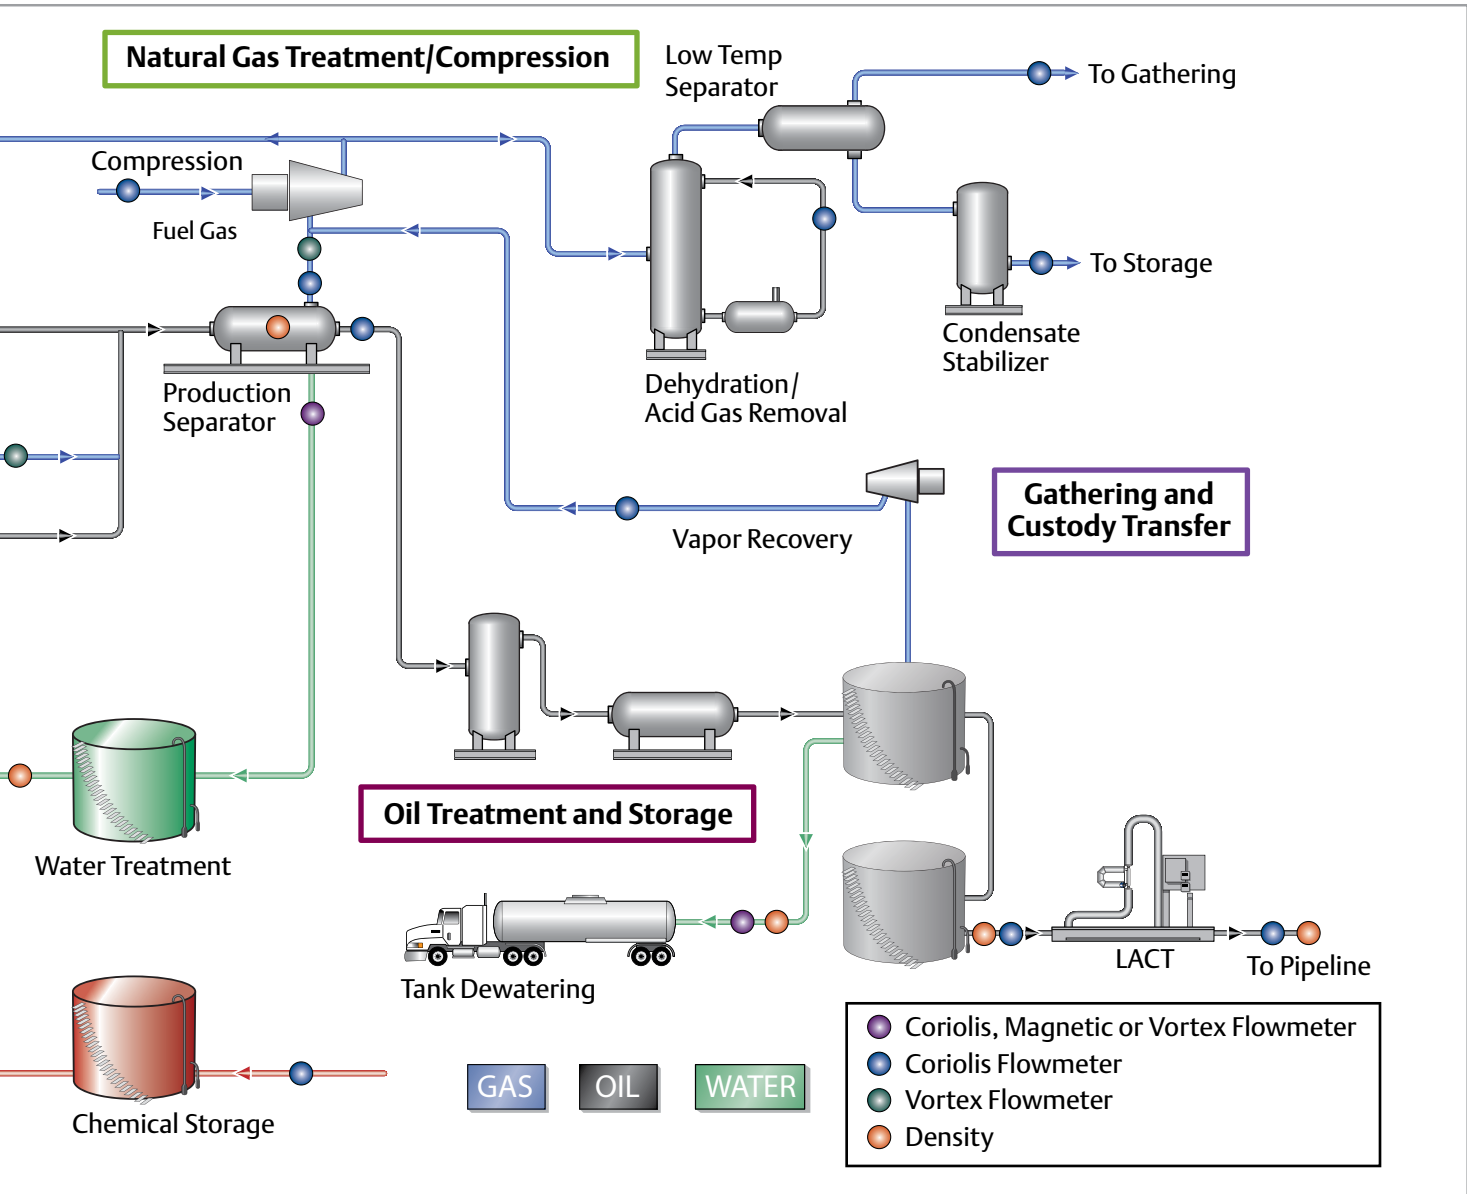 Natural Gas Treatment/Compression
Low Temp
Separator
To Gathering
Compression
Fuel Gas
To Storage
Condensate
Stabilizer
Production
Separator
Dehydration/
Acid Gas Removal
Gathering and
Custody Transfer
Vapor Recovery
Oil Treatment and Storage
Water Treatment
LACT
To Pipeline
Tank Dewatering
Chemical Storage
GAS
OIL
WATER
Coriolis, Magnetic or Vortex Flowmeter
Coriolis Flowmeter
Vortex Flowmeter
Density